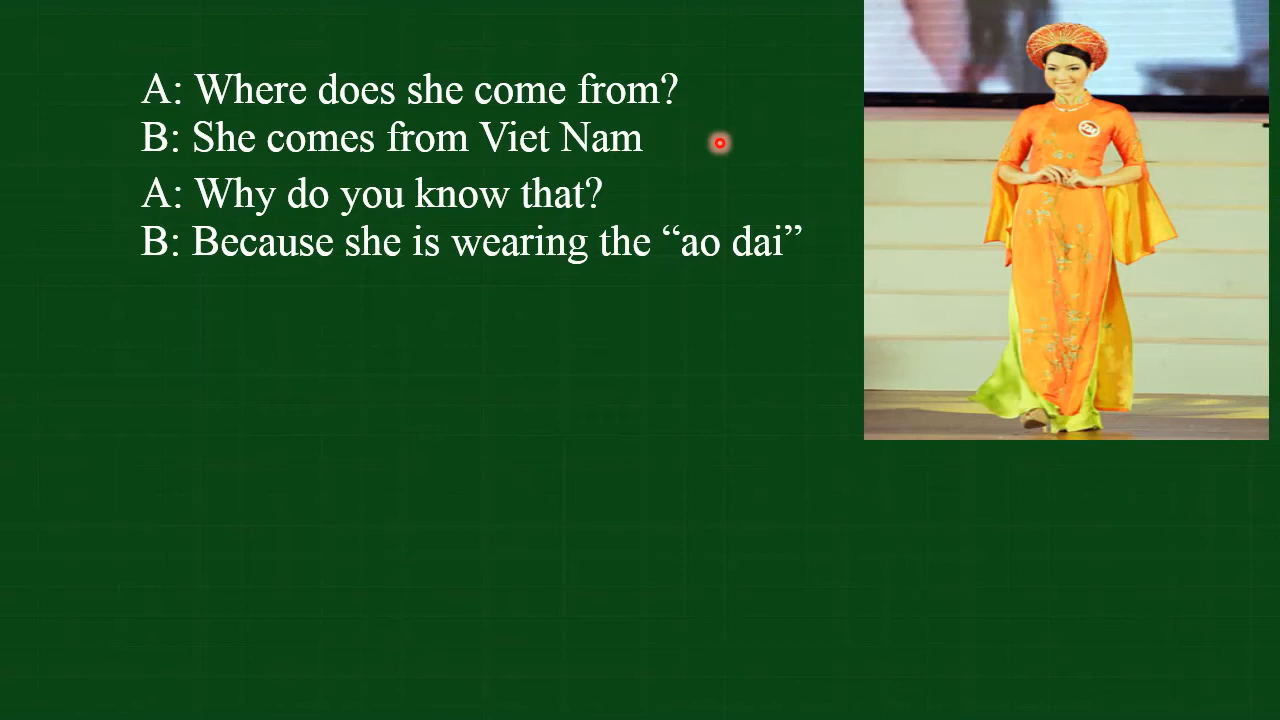 A: Where does she come from?
B: She comes from Viet Nam
A: Why do you know that?
B: Because she is wearing the “ao dai”